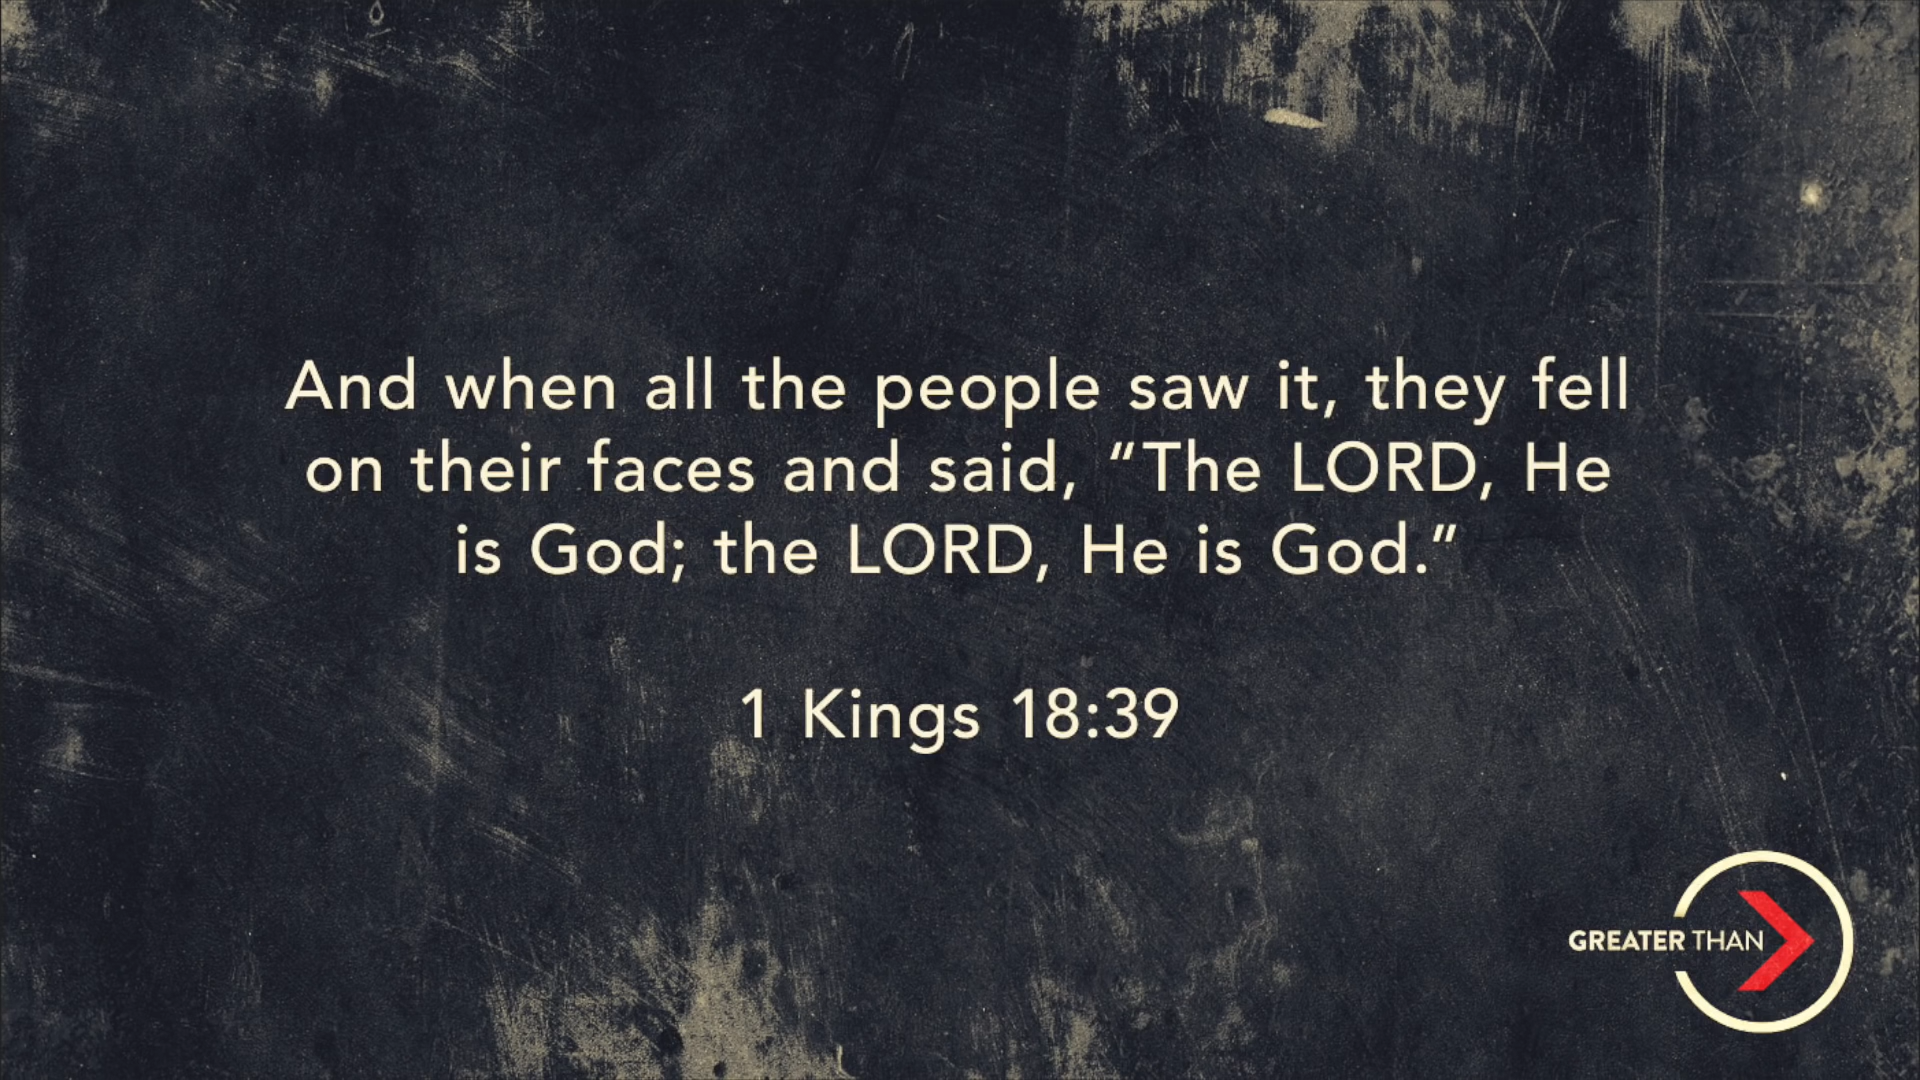 And when all the people saw it, they fell
on their faces and said, “The LORD, He
is God; the LORD, He is God.”
1 Kings 18:39
GREATER THAN